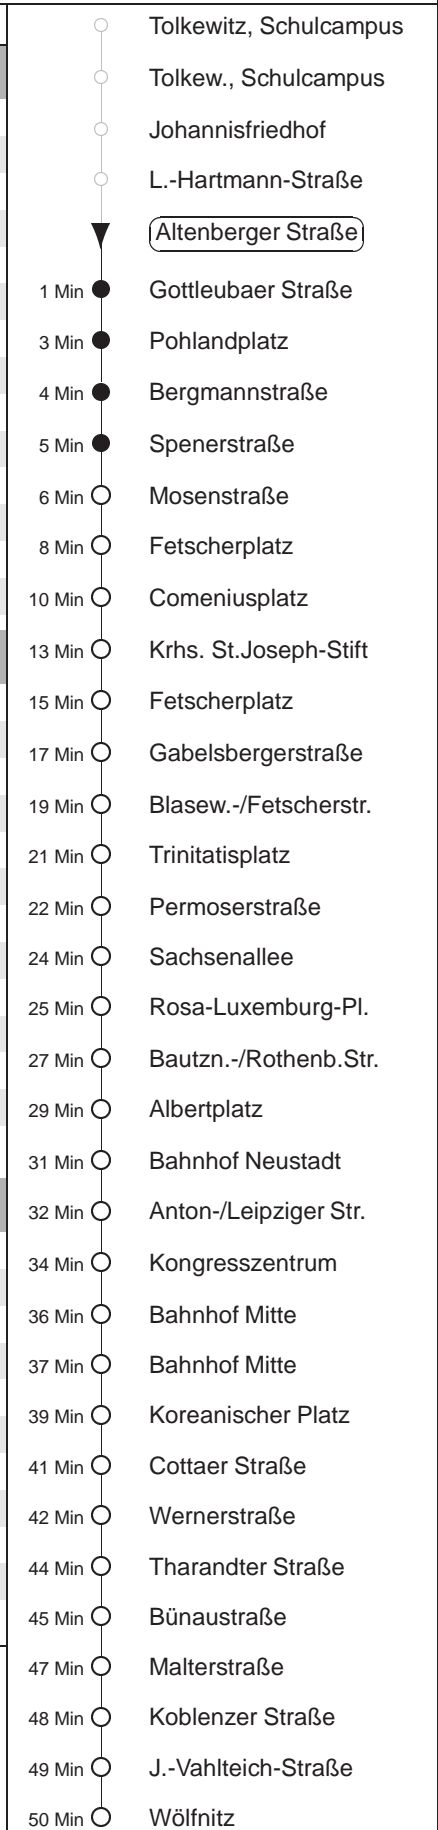 Tolkewitz, Schulcampus
Tolkew., Schulcampus
Johannisfriedhof
L.-Hartmann-Straße
Altenberger Straße
1 Min Gottleubaer Straße
3 Min Pohlandplatz
4 Min Bergmannstraße
5 Min Spenerstraße
6 Min Mosenstraße
8 Min Fetscherplatz
10 Min Comeniusplatz
13 Min Krhs. St.Joseph-Stift
15 Min Fetscherplatz
17 Min Gabelsbergerstraße
19 Min Blasew.-/Fetscherstr.
21 Min Trinitatisplatz
22 Min Permoserstraße
24 Min Sachsenallee
25 Min Rosa-Luxemburg-Pl.
27 Min Bautzn.-/Rothenb.Str.
29 Min Albertplatz
31 Min Bahnhof Neustadt
32 Min Anton-/Leipziger Str.
34 Min Kongresszentrum
36 Min Bahnhof Mitte
37 Min Bahnhof Mitte
39 Min Koreanischer Platz
41 Min Cottaer Straße
42 Min Wernerstraße
44 Min Tharandter Straße
45 Min Bünaustraße
47 Min Malterstraße
48 Min Koblenzer Straße
49 Min J.-Vahlteich-Straße
50 Min Wölfnitz